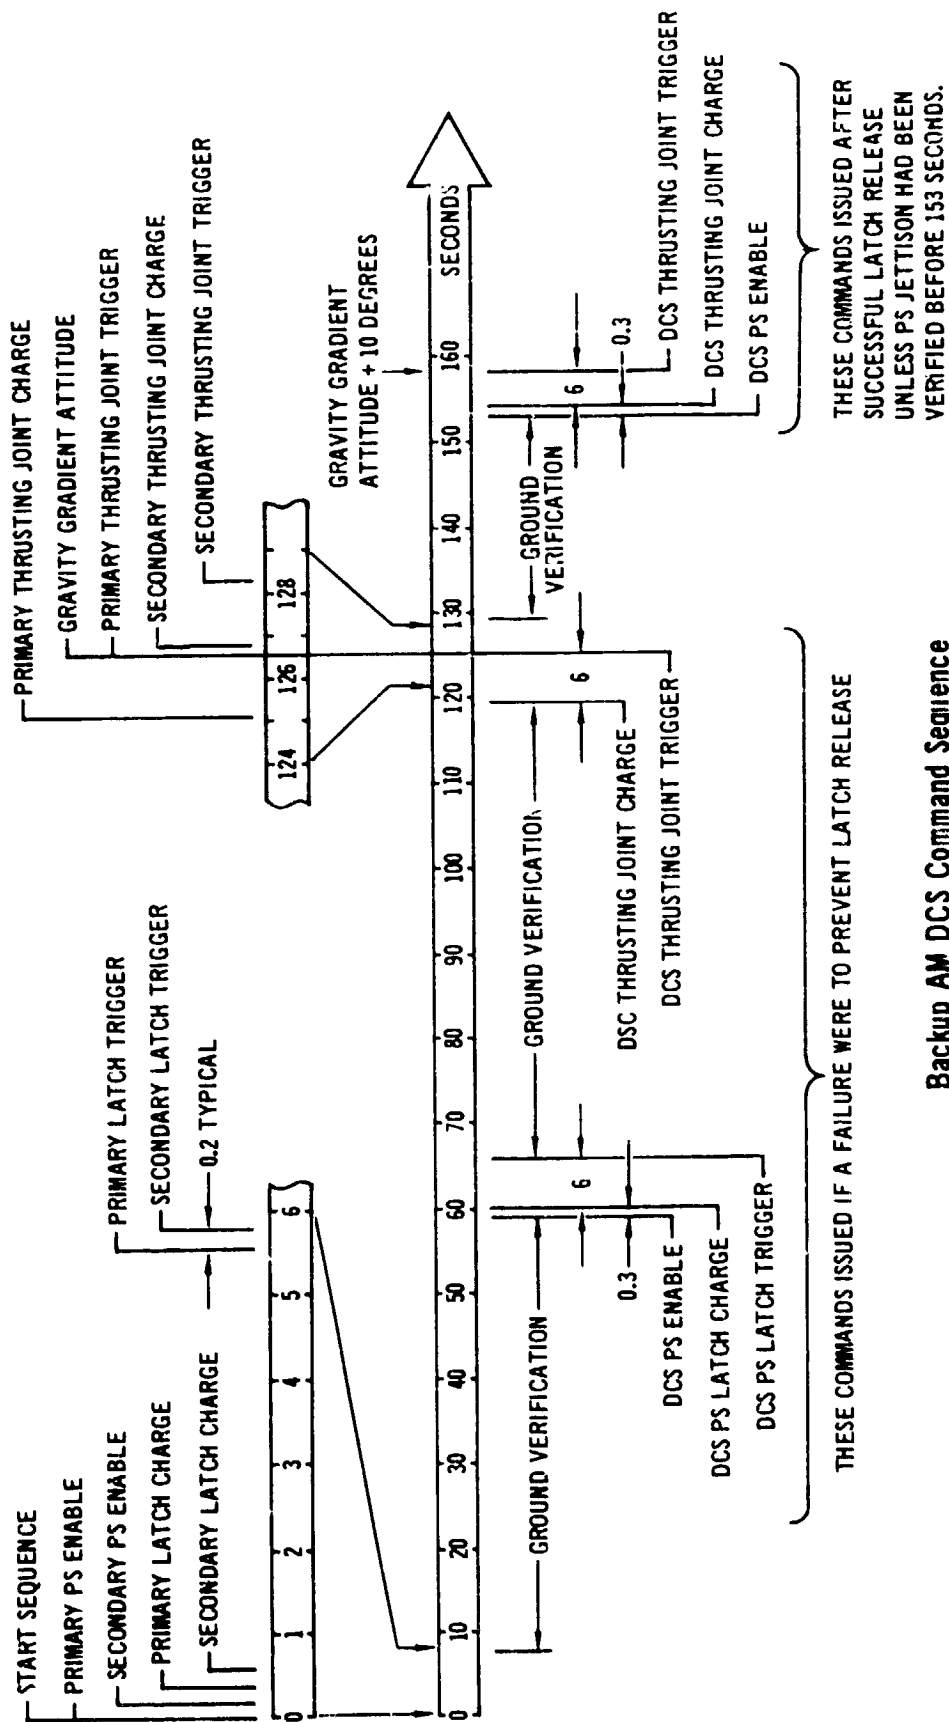 START SEQUENCE
PRIMARY PS ENABLE
SECONDARY PS ENABLE
PRIMARY LATCH CHARGE
SECONDARY LATCH CHARGE
PRIMARY LATCH TRIGGER
SECONDARY LATCH TRIGGER
0.2 TYPICAL
PRIMARY THRUSTING JOINT CHARGE
GRAVITY GRADIENT ATTITUDE
PRIMARY THRUSTING JOINT TRIGGER
SECONDARY THRUSTING JOINT CHARGE
SECONDARY THRUSTING JOINT TRIGGER
0 1 2 3 4 5 6
124 126 128
GRAVITY GRADIENT
ATTITUDE + 10 DEGREES
0 10 20 30 40 50 60 70 80 90 100 110 120 130 140 150 160 SECONDS
GROUND VERIFICATION
6
0.3
DCS PS ENABLE
DCS PS LATCH CHARGE
DCS PS LATCH TRIGGER
GROUND VERIFICATION
6
DSC THRUSTING JOINT CHARGE
DCS THRUSTING JOINT TRIGGER
GROUND
VERIFICATION
6
0.3
DCS THRUSTING JOINT TRIGGER
DCS THRUSTING JOINT CHARGE
DCS PS ENABLE
THESE COMMANDS ISSUED IF A FAILURE WERE TO PREVENT LATCH RELEASE
THESE COMMANDS ISSUED AFTER
SUCCESSFUL LATCH RELEASE
UNLESS PS JETTISON HAD BEEN
VERIFIED BEFORE 153 SECONDS.
Backup AM DCS Command Sequence